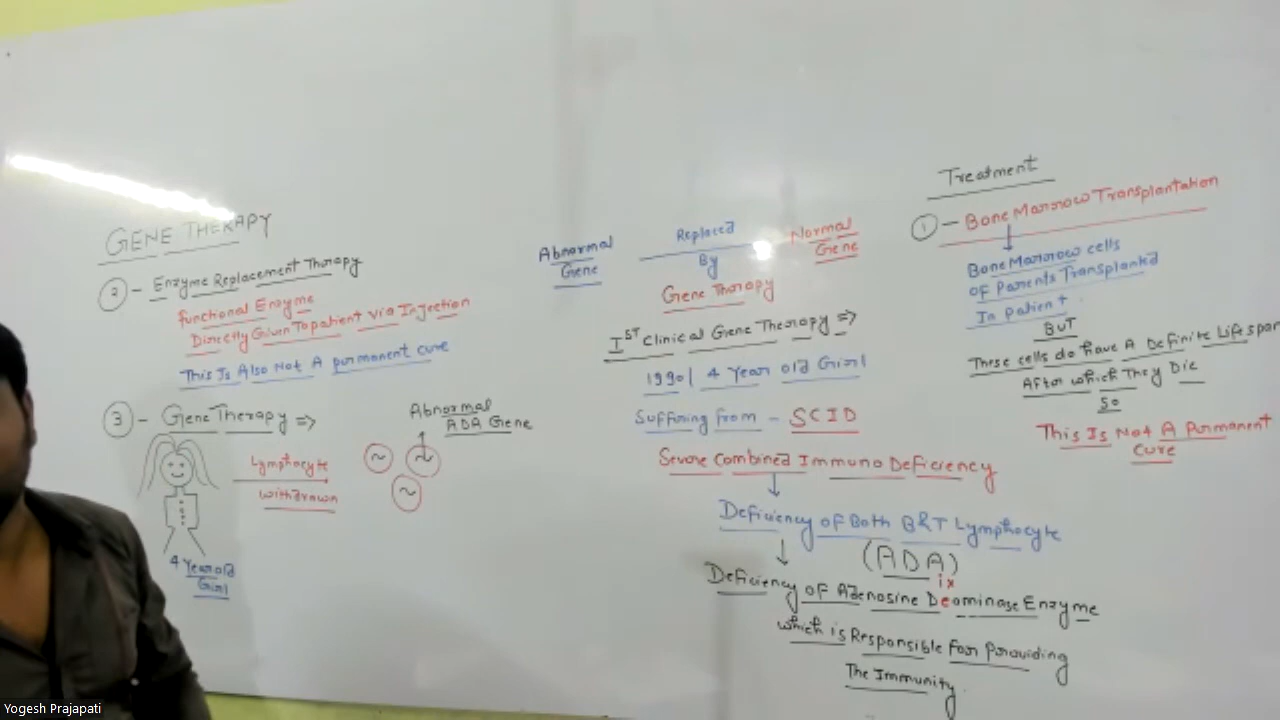 GENE THERAPY
2 - Enzyme Replacement Therapy
functional Enzyme
Directly Given To patient via Injection
This Is Also Not A permanent cure
3 - Gene Therapy =>
Abnormal
ADA Gene
Lymphocyte
withdrawn
4 Year old
Girl
Abnormal
Gene
Replaced
By
Normal
Gene
Gene Therapy
Ist Clinical Gene Therapy =>
1990 / 4 Year old Girl
Suffering from - SCID
Severe Combined Immuno Deficiency
Deficiency of Both B & T Lymphocyte
(ADA)
Deficiency of Adenosine Deaminase Enzyme
which is Responsible For Providing
The Immunity.
Treatment
1 - Bone Marrow Transplantation
Bone Marrow cells
of Parents Transplanted
In patient.
BUT
These cells do have A Definite Life span
After which They Die
So
This Is Not A Permanent
Cure
Yogesh Prajapati